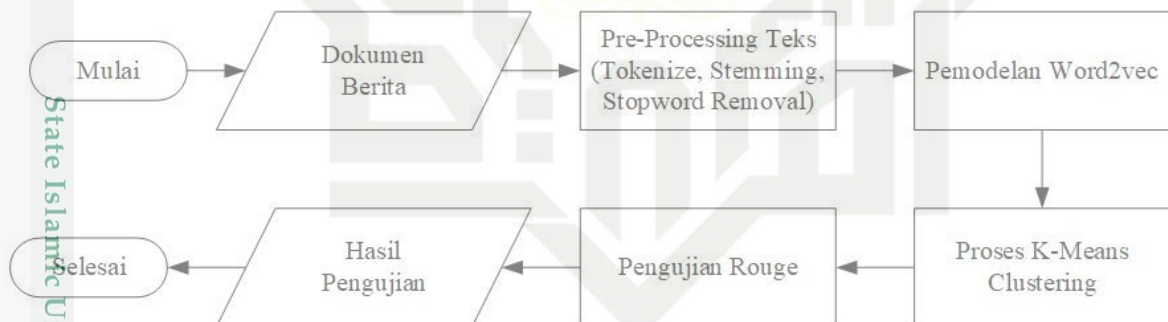 Mulai
Dokumen
Berita
Pre-Processing Teks
(Tokenize, Stemming,
Stopword Removal)
Pemodelan Word2vec
Proses K-Means
Clustering
Pengujian Rouge
Hasil
Pengujian
Selesai
State Islamic U